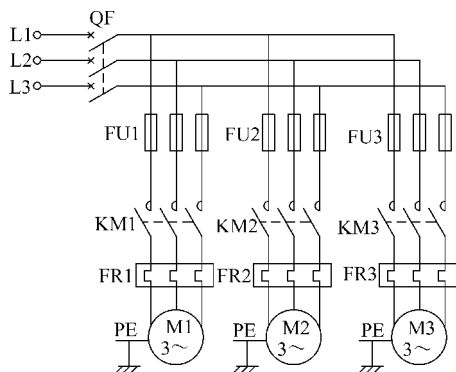 QF
L1
L2
L3
FU1 FU2 FU3
KM1 KM2 KM3
FR1 FR2 FR3
PE M1 3~ PE M2 3~ PE M3 3~